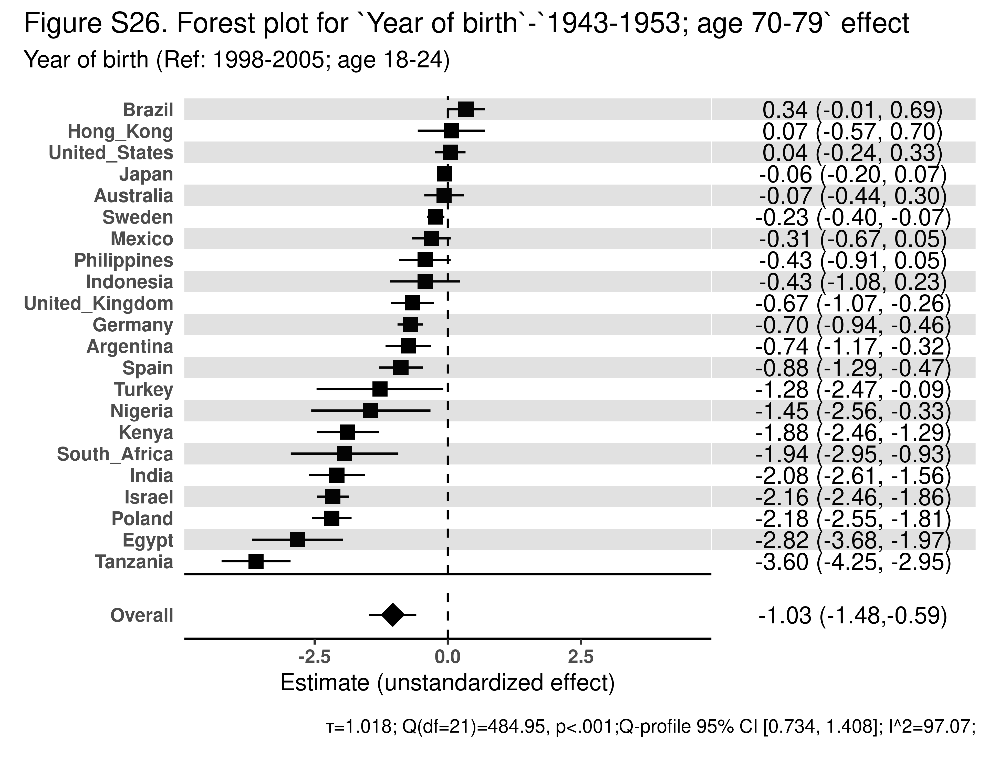 Figure S26. Forest plot for `Year of birth`-`1943-1953; age 70-79` effect
Year of birth (Ref: 1998-2005; age 18-24)
Brazil 0.34 (-0.01, 0.69)
Hong_Kong 0.07 (-0.57, 0.70)
United_States 0.04 (-0.24, 0.33)
Japan -0.06 (-0.20, 0.07)
Australia -0.07 (-0.44, 0.30)
Sweden -0.23 (-0.40, -0.07)
Mexico -0.31 (-0.67, 0.05)
Philippines -0.43 (-0.91, 0.05)
Indonesia -0.43 (-1.08, 0.23)
United_Kingdom -0.67 (-1.07, -0.26)
Germany -0.70 (-0.94, -0.46)
Argentina -0.74 (-1.17, -0.32)
Spain -0.88 (-1.29, -0.47)
Turkey -1.28 (-2.47, -0.09)
Nigeria -1.45 (-2.56, -0.33)
Kenya -1.88 (-2.46, -1.29)
South_Africa -1.94 (-2.95, -0.93)
India -2.08 (-2.61, -1.56)
Israel -2.16 (-2.46, -1.86)
Poland -2.18 (-2.55, -1.81)
Egypt -2.82 (-3.68, -1.97)
Tanzania -3.60 (-4.25, -2.95)
Overall -1.03 (-1.48,-0.59)
-2.5 0.0 2.5
Estimate (unstandardized effect)
τ=1.018; Q(df=21)=484.95, p<.001;Q-profile 95% CI [0.734, 1.408]; I^2=97.07;